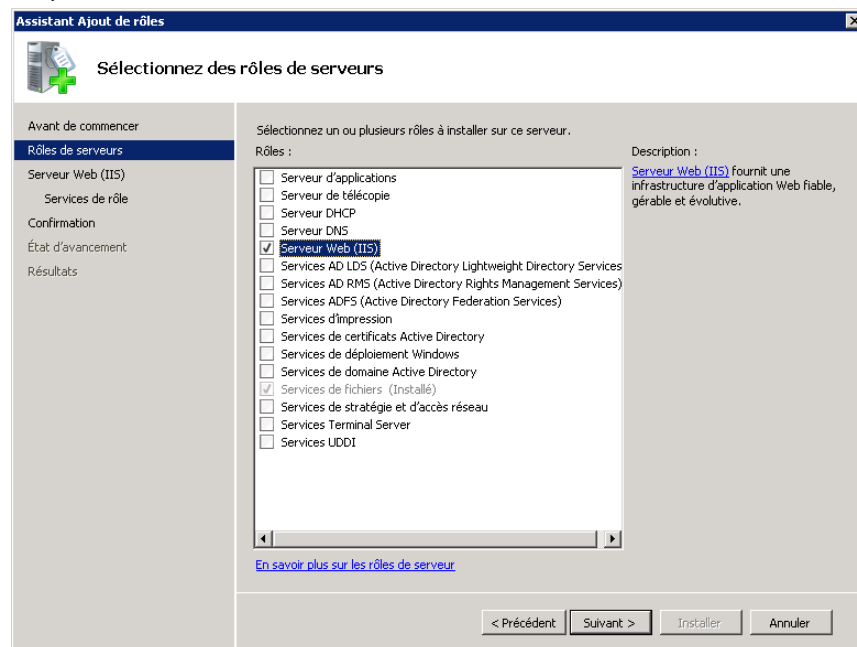 Assistant Ajout de rôles
Sélectionnez des rôles de serveurs
Avant de commencer
Rôles de serveurs
Serveur Web (IIS)
Services de rôle
Confirmation
État d'avancement
Résultats
Sélectionnez un ou plusieurs rôles à installer sur ce serveur.
Rôles :
Serveur d'applications
Serveur de télécopie
Serveur DHCP
Serveur DNS
Serveur Web (IIS)
Services AD LDS (Active Directory Lightweight Directory Services
Services AD RMS (Active Directory Rights Management Services)
Services ADFS (Active Directory Federation Services)
Services d'impression
Services de certificats Active Directory
Services de déploiement Windows
Services de domaine Active Directory
Services de fichiers (Installé)
Services de stratégie et d'accès réseau
Services Terminal Server
Services UDDI
En savoir plus sur les rôles de serveur
Description :
Serveur Web (IIS) fournit une
infrastructure d'application Web fiable,
gérable et évolutive.
< Précédent
Suivant >
Installer
Annuler